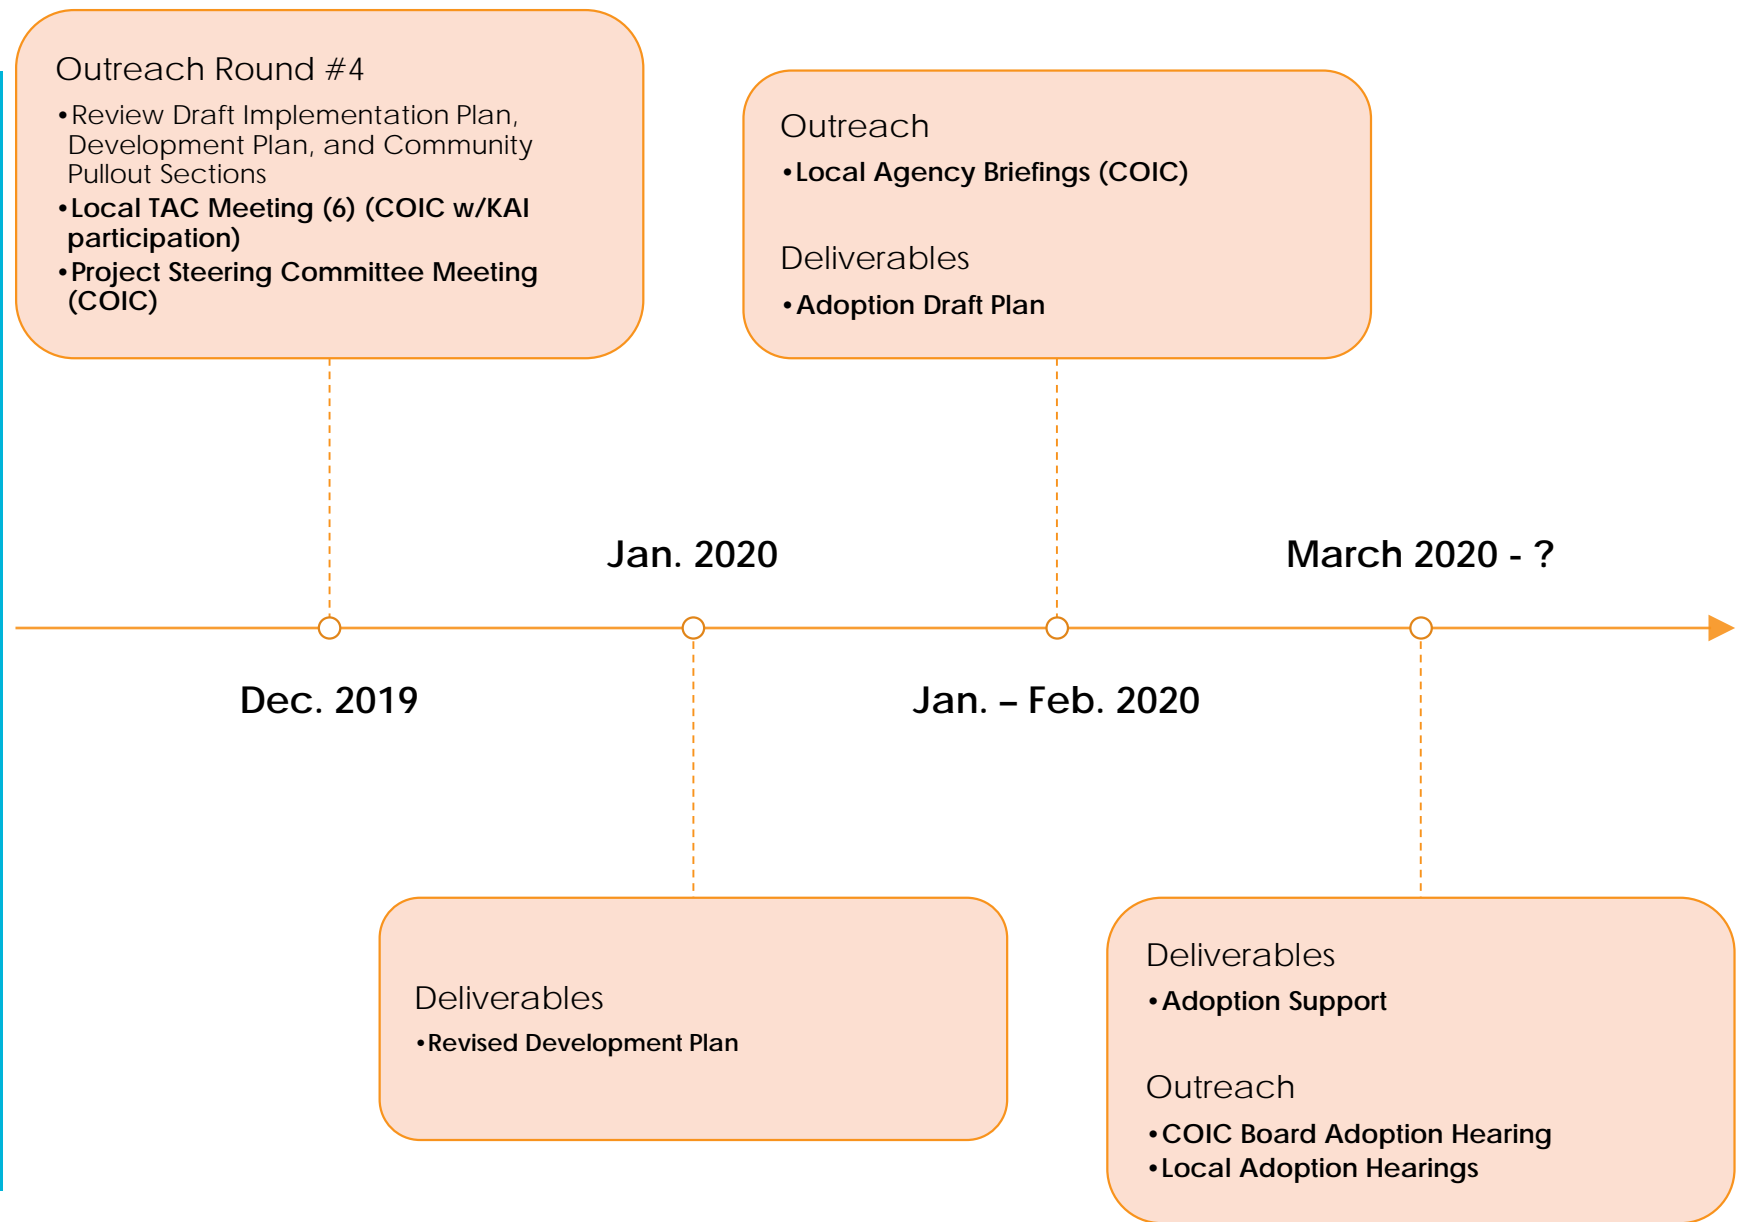 Outreach Round #4
•Review Draft Implementation Plan,
Development Plan, and Community
Pullout Sections
•Local TAC Meeting (6) (COIC w/KAI
participation)
•Project Steering Committee Meeting
(COIC)
Outreach
•Local Agency Briefings (COIC)
Deliverables
•Adoption Draft Plan
Jan. 2020
March 2020 - ?
Dec. 2019
Jan. – Feb. 2020
Deliverables
•Revised Development Plan
Deliverables
•Adoption Support
Outreach
•COIC Board Adoption Hearing
•Local Adoption Hearings